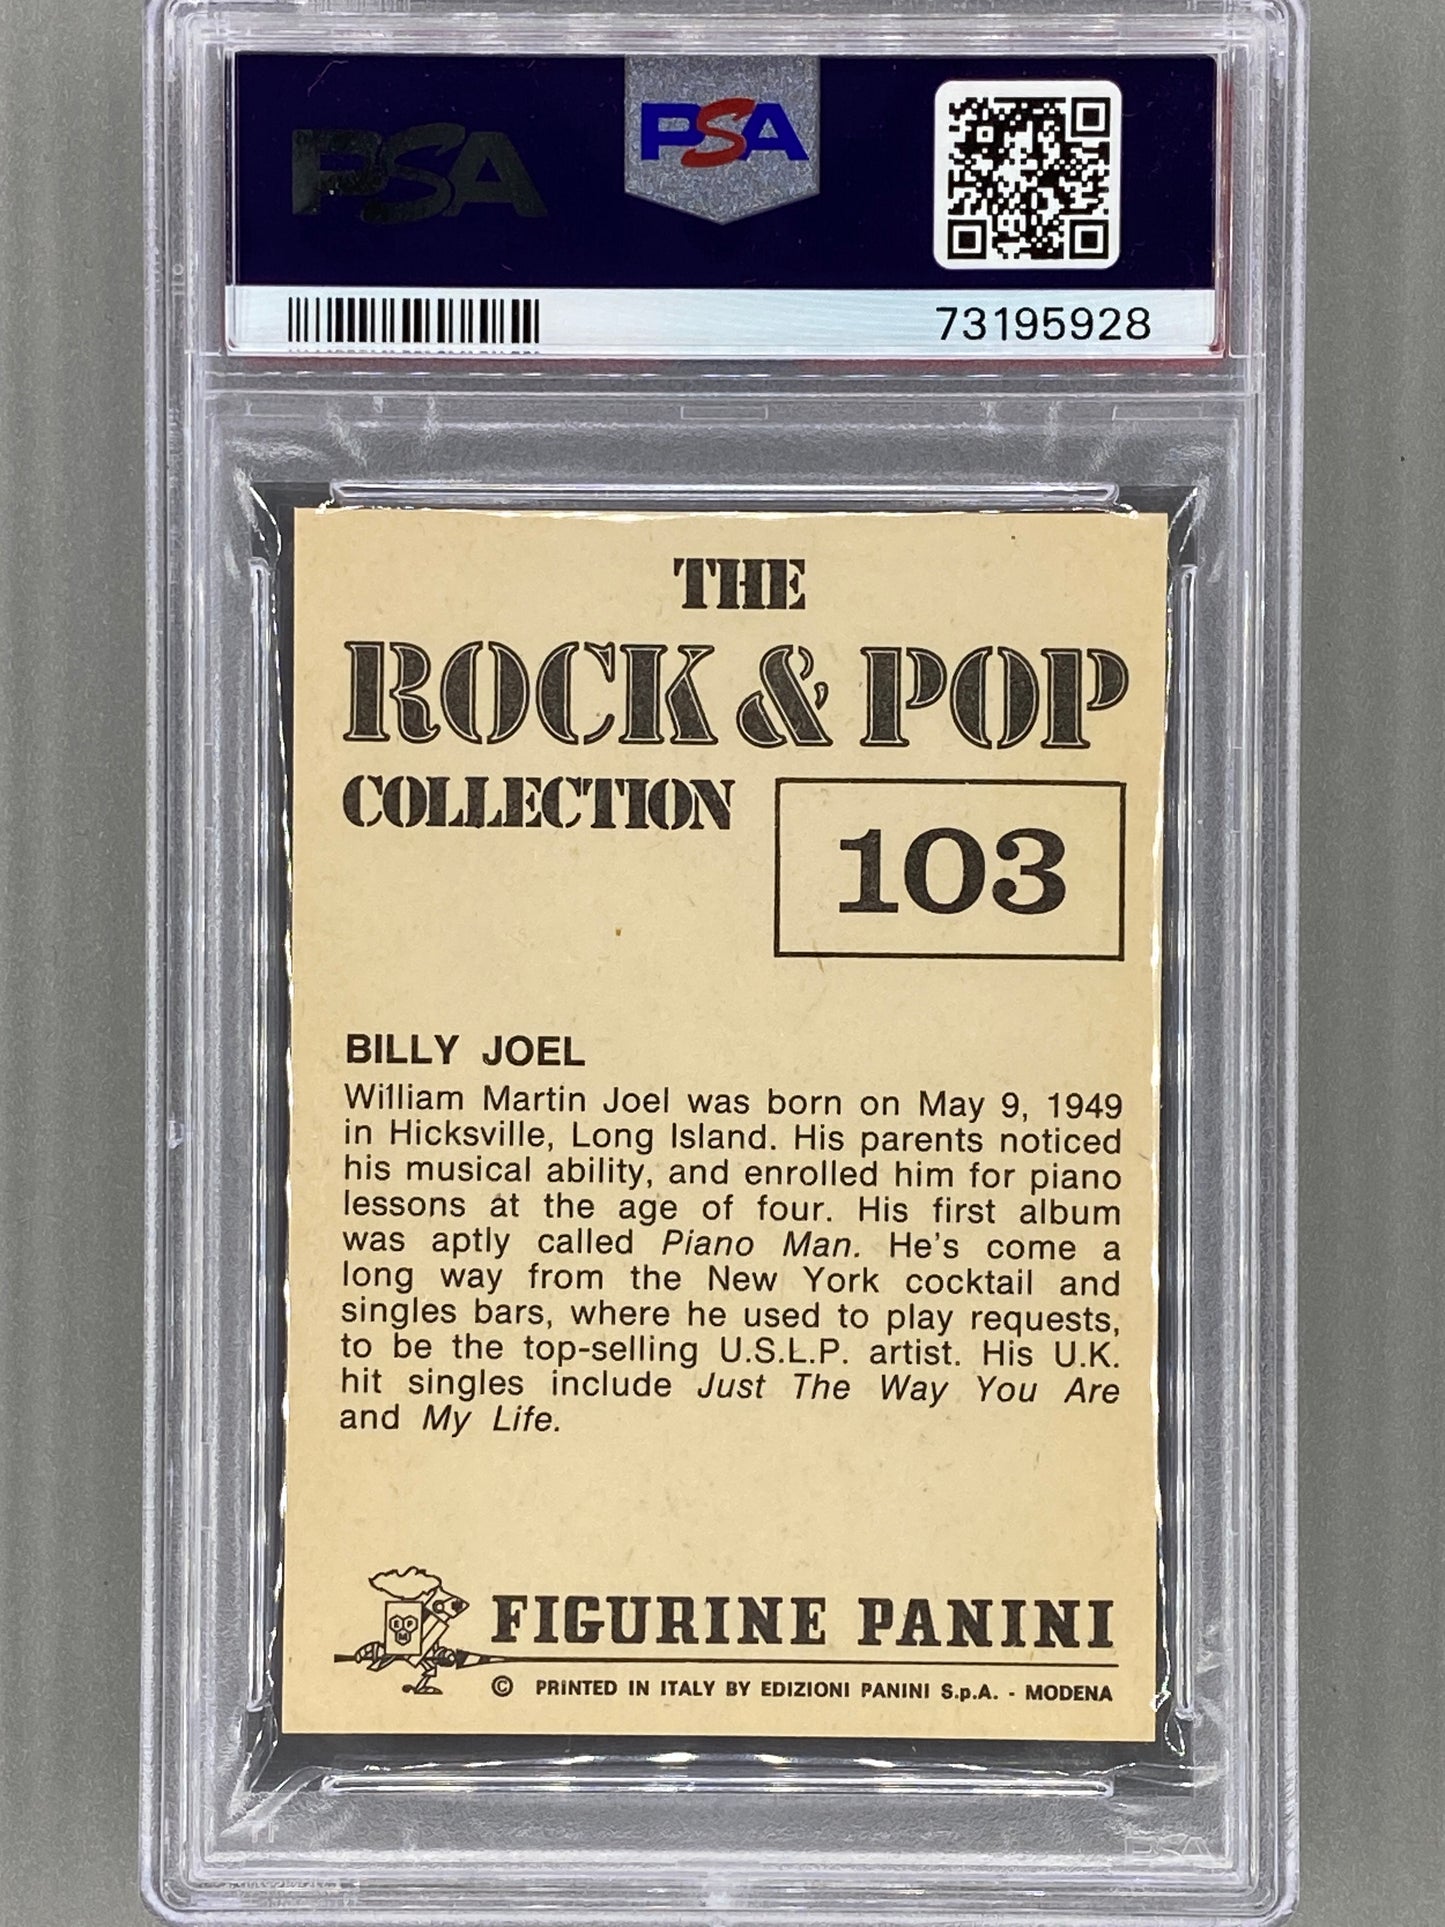 PSA
PSA
73195928
THE
ROCK & POP
COLLECTION
103
BILLY JOEL
William Martin Joel was born on May 9, 1949
in Hicksville, Long Island. His parents noticed
his musical ability, and enrolled him for piano
lessons at the age of four. His first album
was aptly called Piano Man. He's come a
long way from the New York cocktail and
singles bars, where he used to play requests,
to be the top-selling U.S.L.P. artist. His U.K.
hit singles include Just The Way You Are
and My Life.
FIGURINE PANINI
© PRINTED IN ITALY BY EDIZIONI PANINI S.p.A. - MODENA
PSA